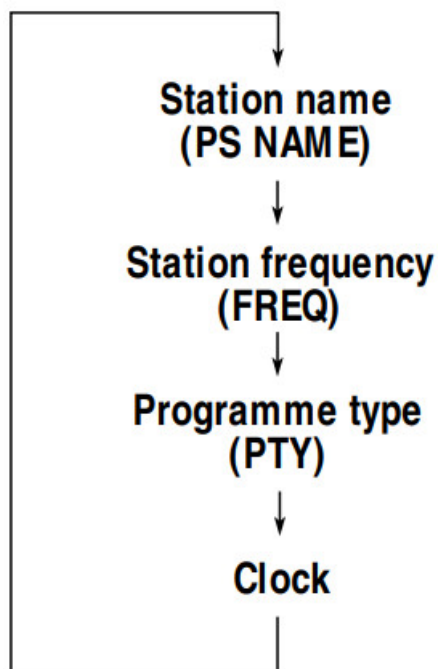 Station name
(PS NAME)
Station frequency
(FREQ)
Programme type
(PTY)
Clock